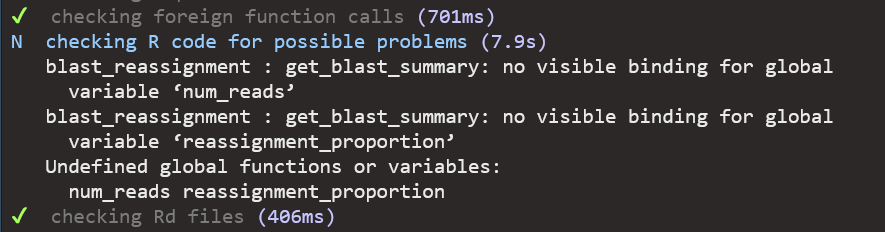 ✔ checking foreign function calls (701ms)
N checking R code for possible problems (7.9s)
blast_reassignment : get_blast_summary: no visible binding for global
variable ‘num_reads’
blast_reassignment : get_blast_summary: no visible binding for global
variable ‘reassignment_proportion’
Undefined global functions or variables:
num_reads reassignment_proportion
✔ checking Rd files (406ms)